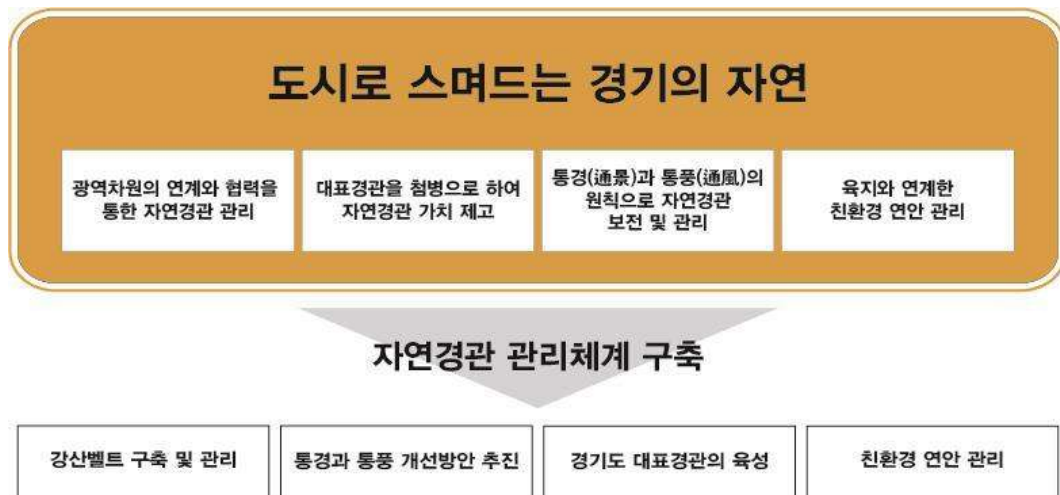 도시로 스며드는 경기의 자연
광역차원의 연계와 협력을
통한 자연경관 관리
대표경관을 첨병으로 하여
자연경관 가치 제고
통경(通景)과 통풍(通風)의
원칙으로 자연경관
보전 및 관리
육지와 연계한
친환경 연안 관리
자연경관 관리체계 구축
강산벨트 구축 및 관리
통경과 통풍 개선방안 추진
경기도 대표경관의 육성
친환경 연안 관리